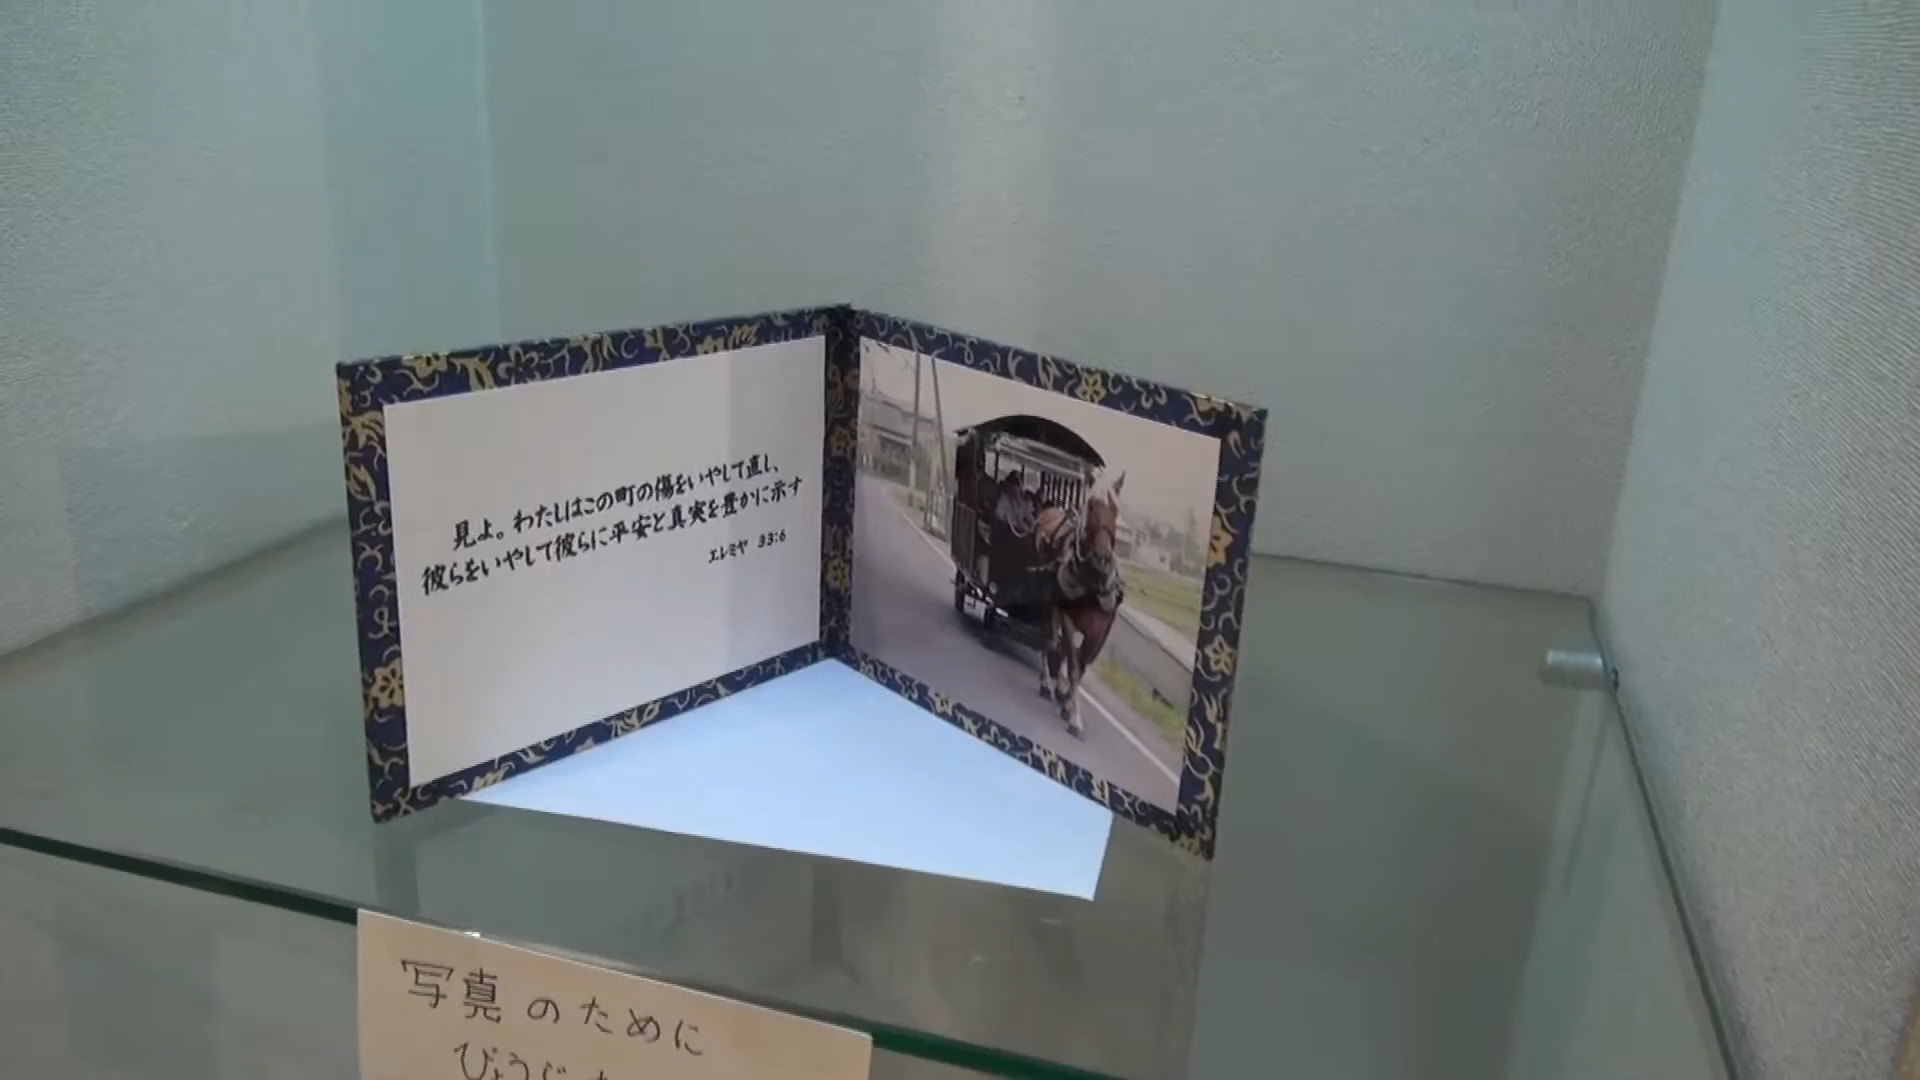 見よ。わたしはこの町の傷をいやして直し、
彼らをいやして彼らに平安と真実を豊かに示す
エレミヤ 33:6
写真のために